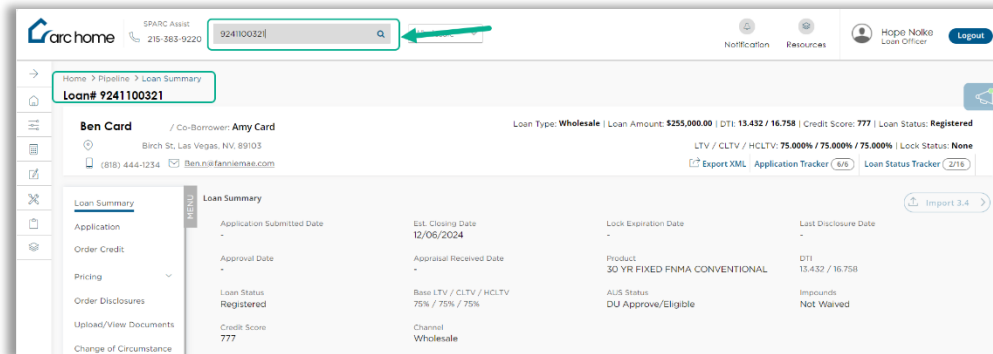 arc home
SPARC Assist
215-383-9220
9241100321
Notification
Resources
Hope Nolke
Loan Officer
Logout
Home > Pipeline > Loan Summary
Loan# 9241100321
Ben Card / Co-Borrower: Amy Card
Loan Type: Wholesale | Loan Amount: $255,000.00 | DTI: 13.432 / 16.758 | Credit Score: 777 | Loan Status: Registered
Birch St, Las Vegas, NV, 89103
LTV / CLTV / HCLTV: 75.000% / 75.000% / 75.000% | Lock Status: None
(818) 444-1234 Ben.n@fanniemae.com
Export XML Application Tracker 6/6 Loan Status Tracker 2/16
MENU
Loan Summary
Application
Order Credit
Pricing
Order Disclosures
Upload/View Documents
Change of Circumstance
Loan Summary
Import 3.4
Application Submitted Date
-
Est. Closing Date
12/06/2024
Lock Expiration Date
-
Last Disclosure Date
-
Approval Date
-
Appraisal Received Date
-
Product
30 YR FIXED FNMA CONVENTIONAL
DTI
13.432 / 16.758
Loan Status
Registered
Base LTV / CLTV / HCLTV
75% / 75% / 75%
AUS Status
DU Approve/Eligible
Impounds
Not Waived
Credit Score
777
Channel
Wholesale